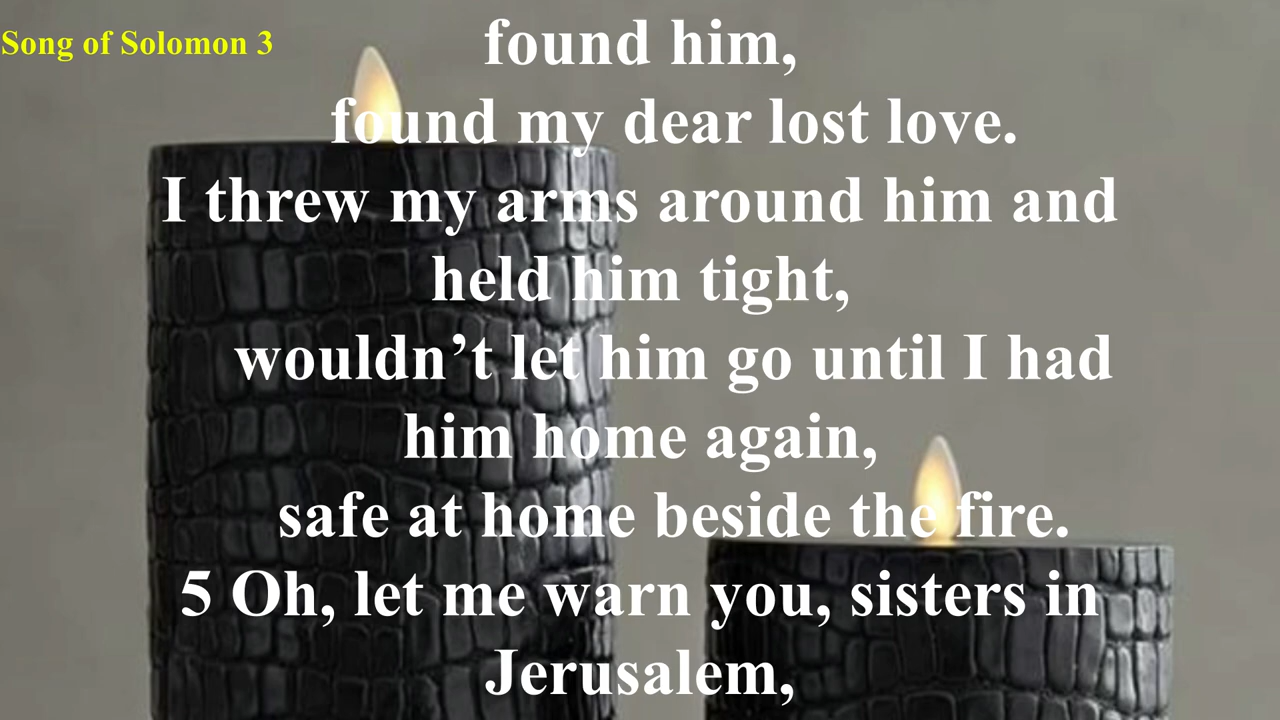 Song of Solomon 3
found him,
found my dear lost love.
I threw my arms around him and
held him tight,
wouldn’t let him go until I had
him home again,
safe at home beside the fire.
5 Oh, let me warn you, sisters in
Jerusalem,